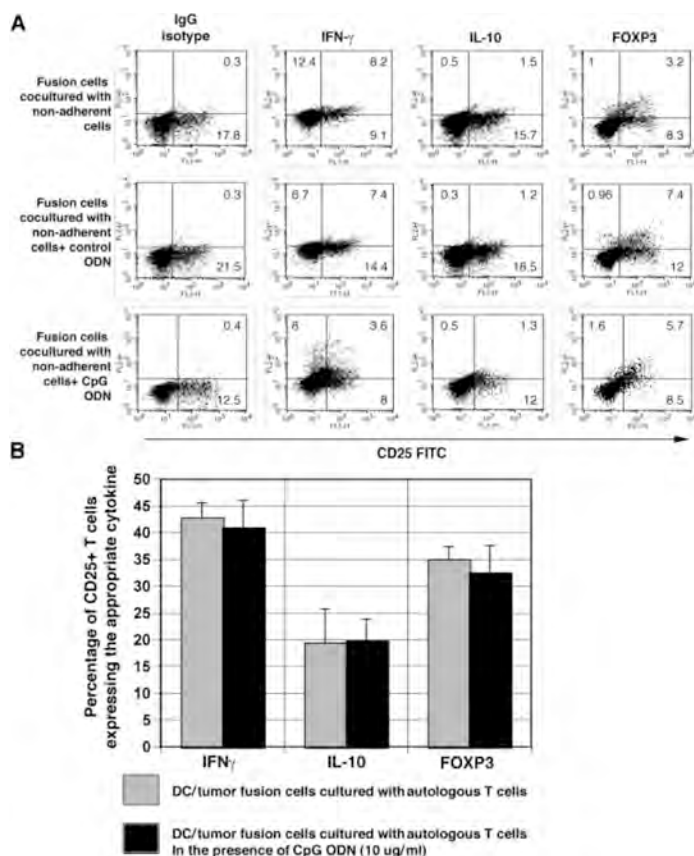 A
IgG
isotype
IFN-γ
IL-10
FOXP3
Fusion cells
cocultured with
non-adherent
cells
0.3
17.8
12.4
8.2
9.1
0.5
1.5
15.7
1
3.2
8.3
Fusion cells
cocultured with
non-adherent
cells+ control
ODN
0.3
21.5
6.7
7.4
14.4
0.3
1.2
16.5
0.96
7.4
12
Fusion cells
cocultured with
non-adherent
cells+ CpG
ODN
0.4
12.5
8
3.6
8
0.5
1.3
12
1.6
5.7
8.5
CD25 FITC
B
Percentage of CD25+ T cells
expressing the appropriate cytokine
50
45
40
35
30
25
20
15
10
5
0
IFNγ
IL-10
FOXP3
DC/tumor fusion cells cultured with autologous T cells
DC/tumor fusion cells cultured with autologous T cells
In the presence of CpG ODN (10 ug/ml)